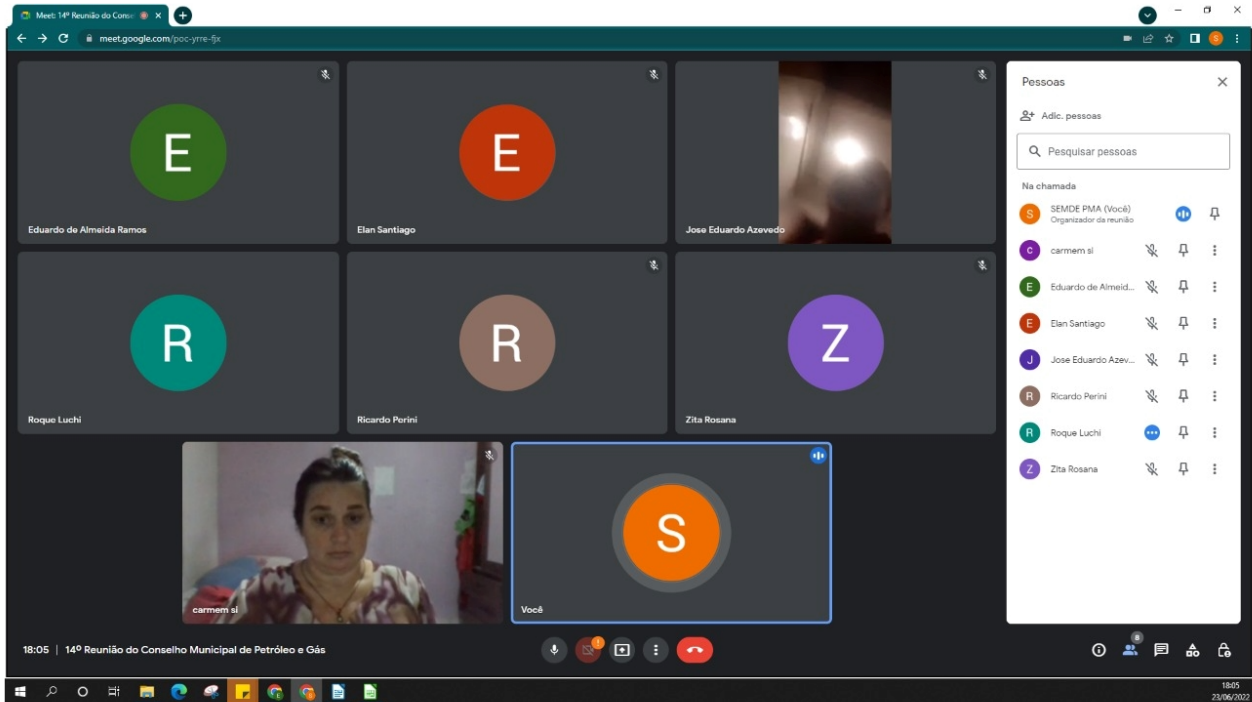 Meet: 14º Reunião do Conse
meet.google.com/poc-yrre-fjx
S
E
Eduardo de Almeida Ramos
E
Elan Santiago
Jose Eduardo Azevedo
R
Roque Luchi
R
Ricardo Perini
Z
Zita Rosana
carmem si
S
Você
Pessoas
Adic. pessoas
Pesquisar pessoas
Na chamada
S
SEMDE PMA (Você)
Organizador da reunião
c
carmem si
E
Eduardo de Almeid...
E
Elan Santiago
J
Jose Eduardo Azev...
R
Ricardo Perini
R
Roque Luchi
Z
Zita Rosana
18:05 | 14º Reunião do Conselho Municipal de Petróleo e Gás
8
18:05
23/06/2022